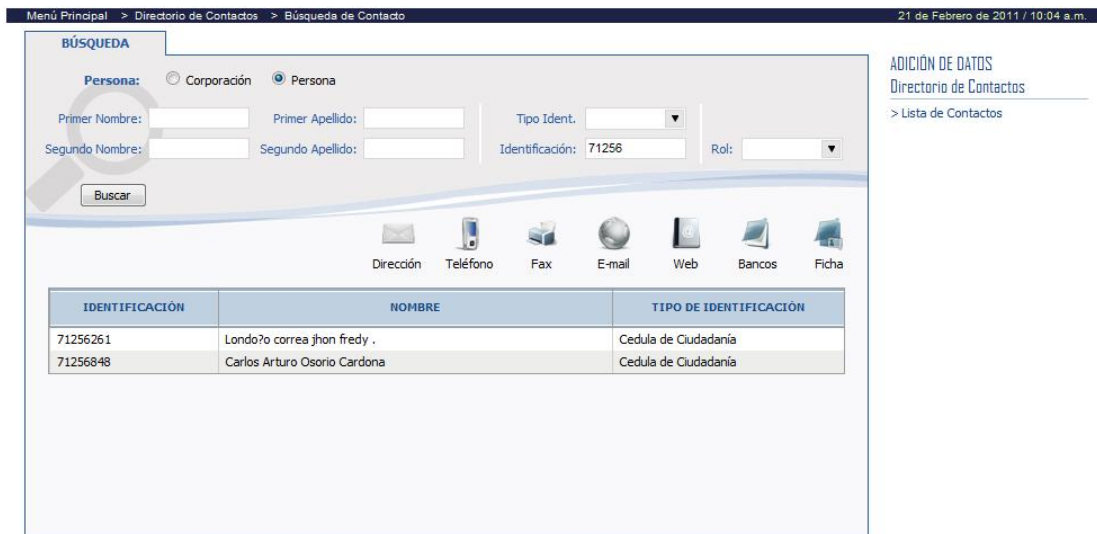 Menú Principal > Directorio de Contactos > Búsqueda de Contacto 21 de Febrero de 2011 / 10:04 a.m.
BÚSQUEDA
Persona: Corporación Persona
Primer Nombre: Primer Apellido: Tipo Ident.
Segundo Nombre: Segundo Apellido: Identificación: 71256 Rol:
Buscar
Dirección Teléfono Fax E-mail Web Bancos Ficha
IDENTIFICACIÓN NOMBRE TIPO DE IDENTIFICACIÓN
71256261 Londo?o correa jhon fredy . Cedula de Ciudadanía
71256848 Carlos Arturo Osorio Cardona Cedula de Ciudadanía
ADICIÓN DE DATOS
Directorio de Contactos
> Lista de Contactos